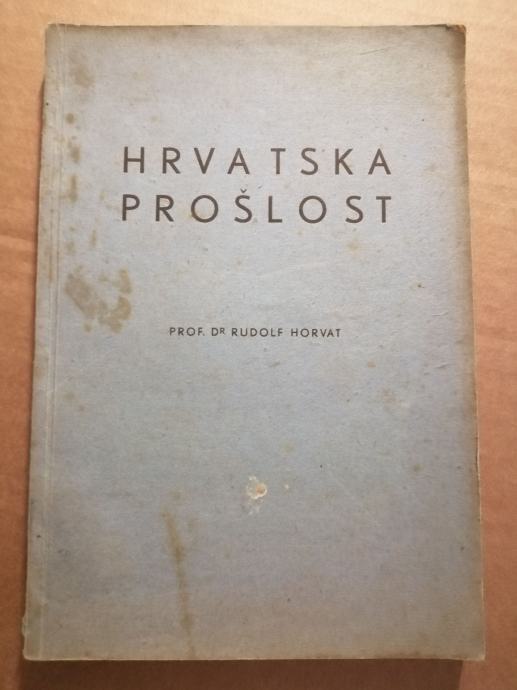 HRVATSKA
PROŠLOST
PROF. DR RUDOLF HORVAT